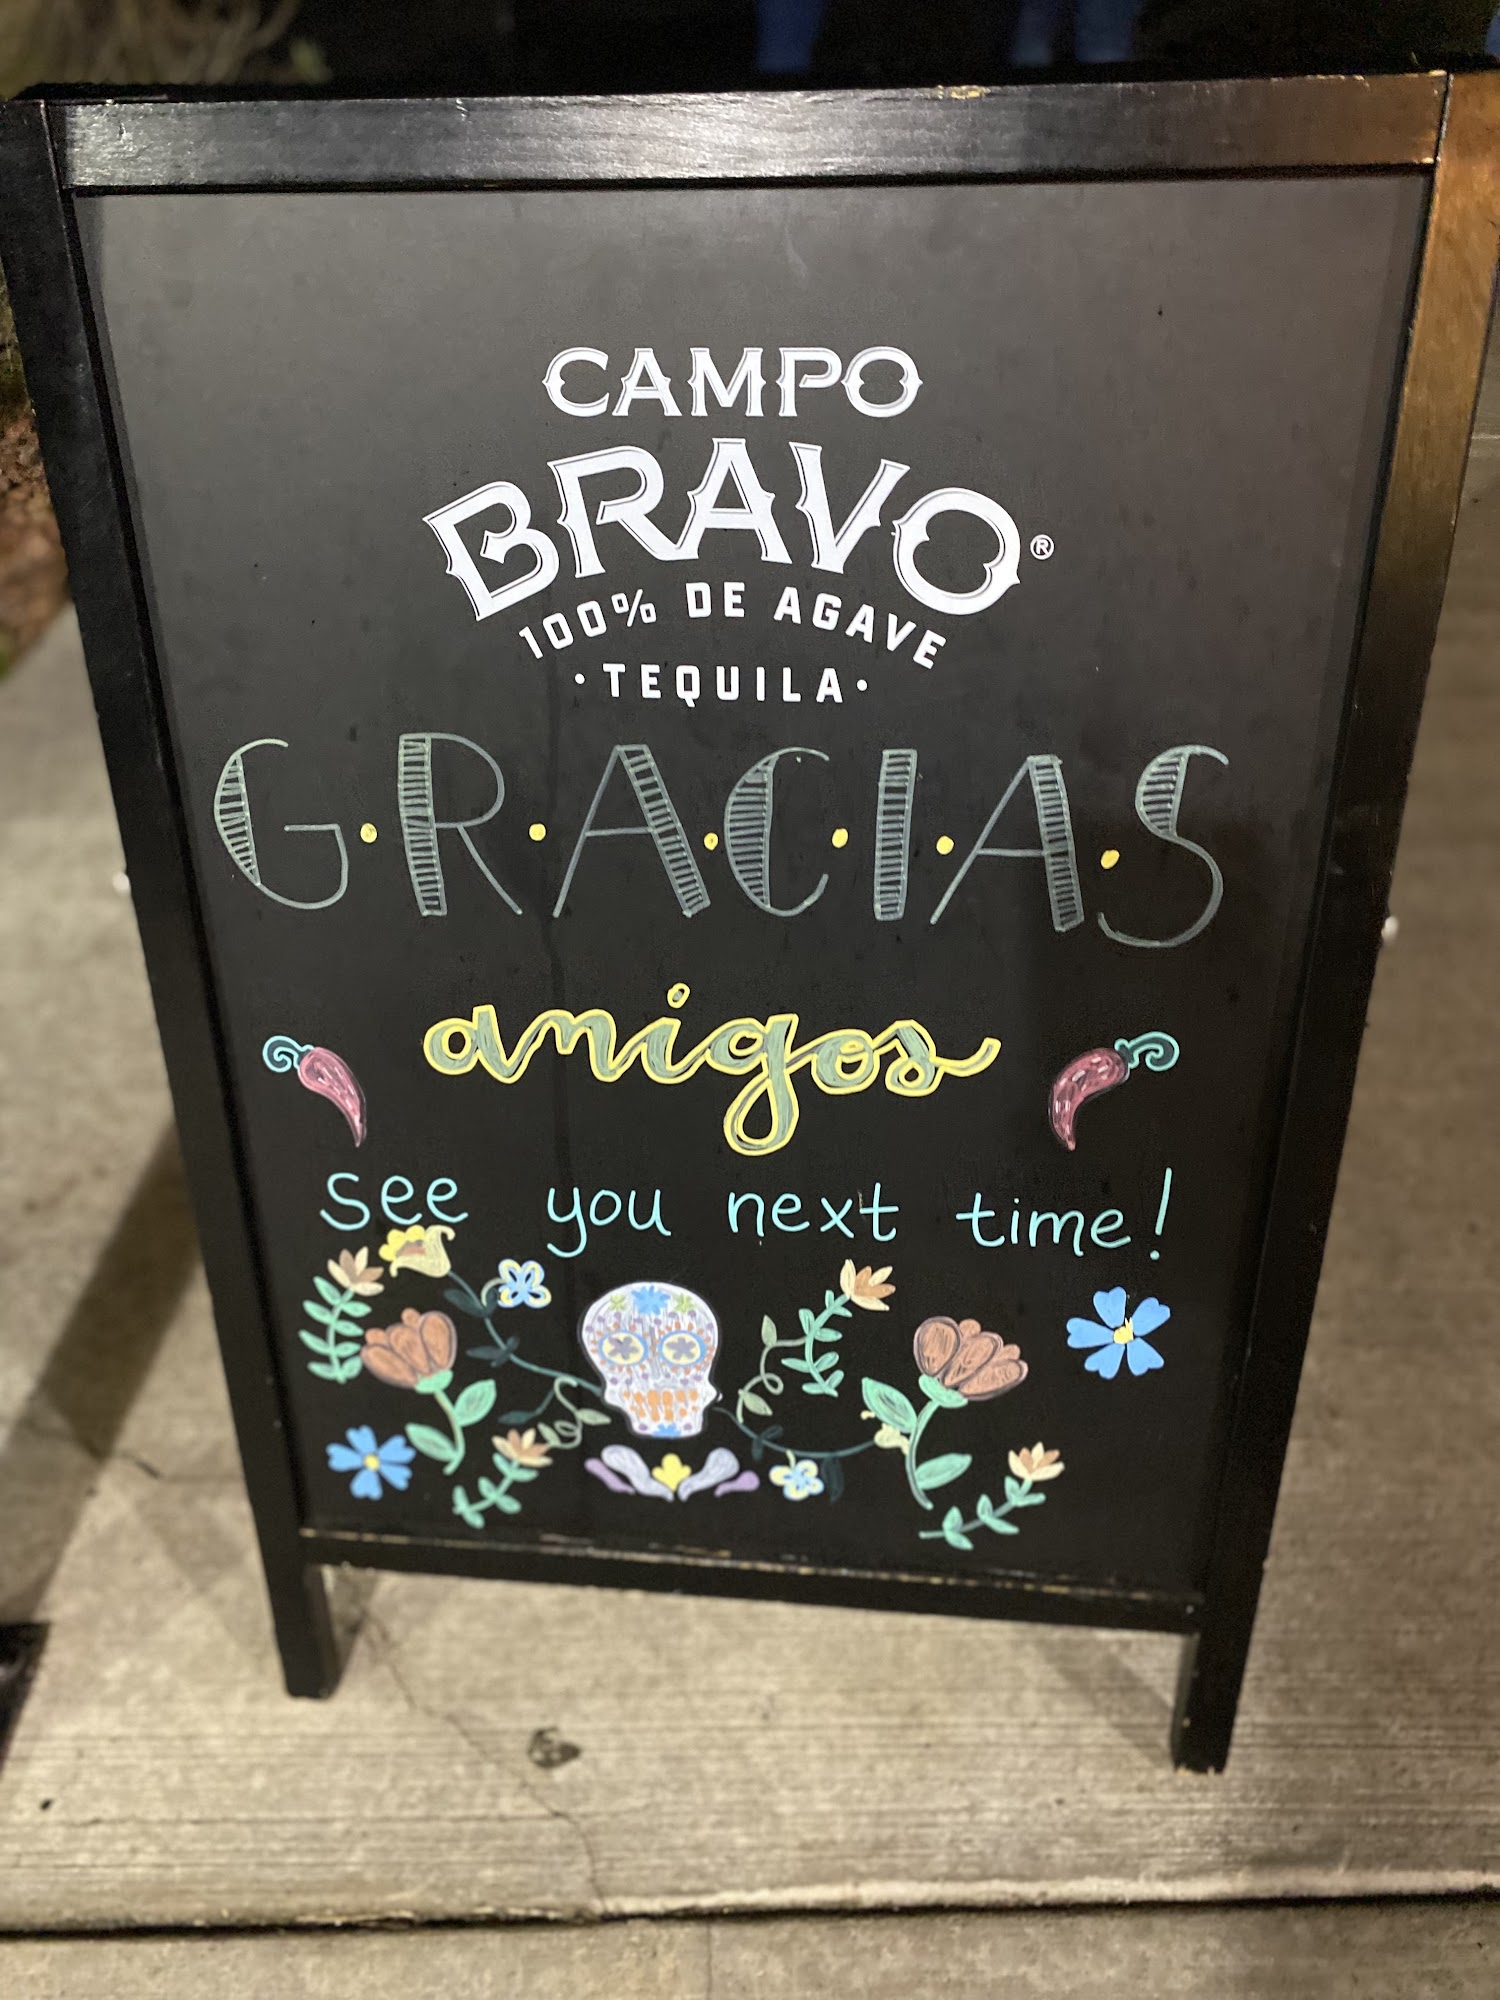 CAMPO
BRAVO®
100% DE AGAVE
·TEQUILA·
G·R·A·C·I·A·S
amigos
see you next time!